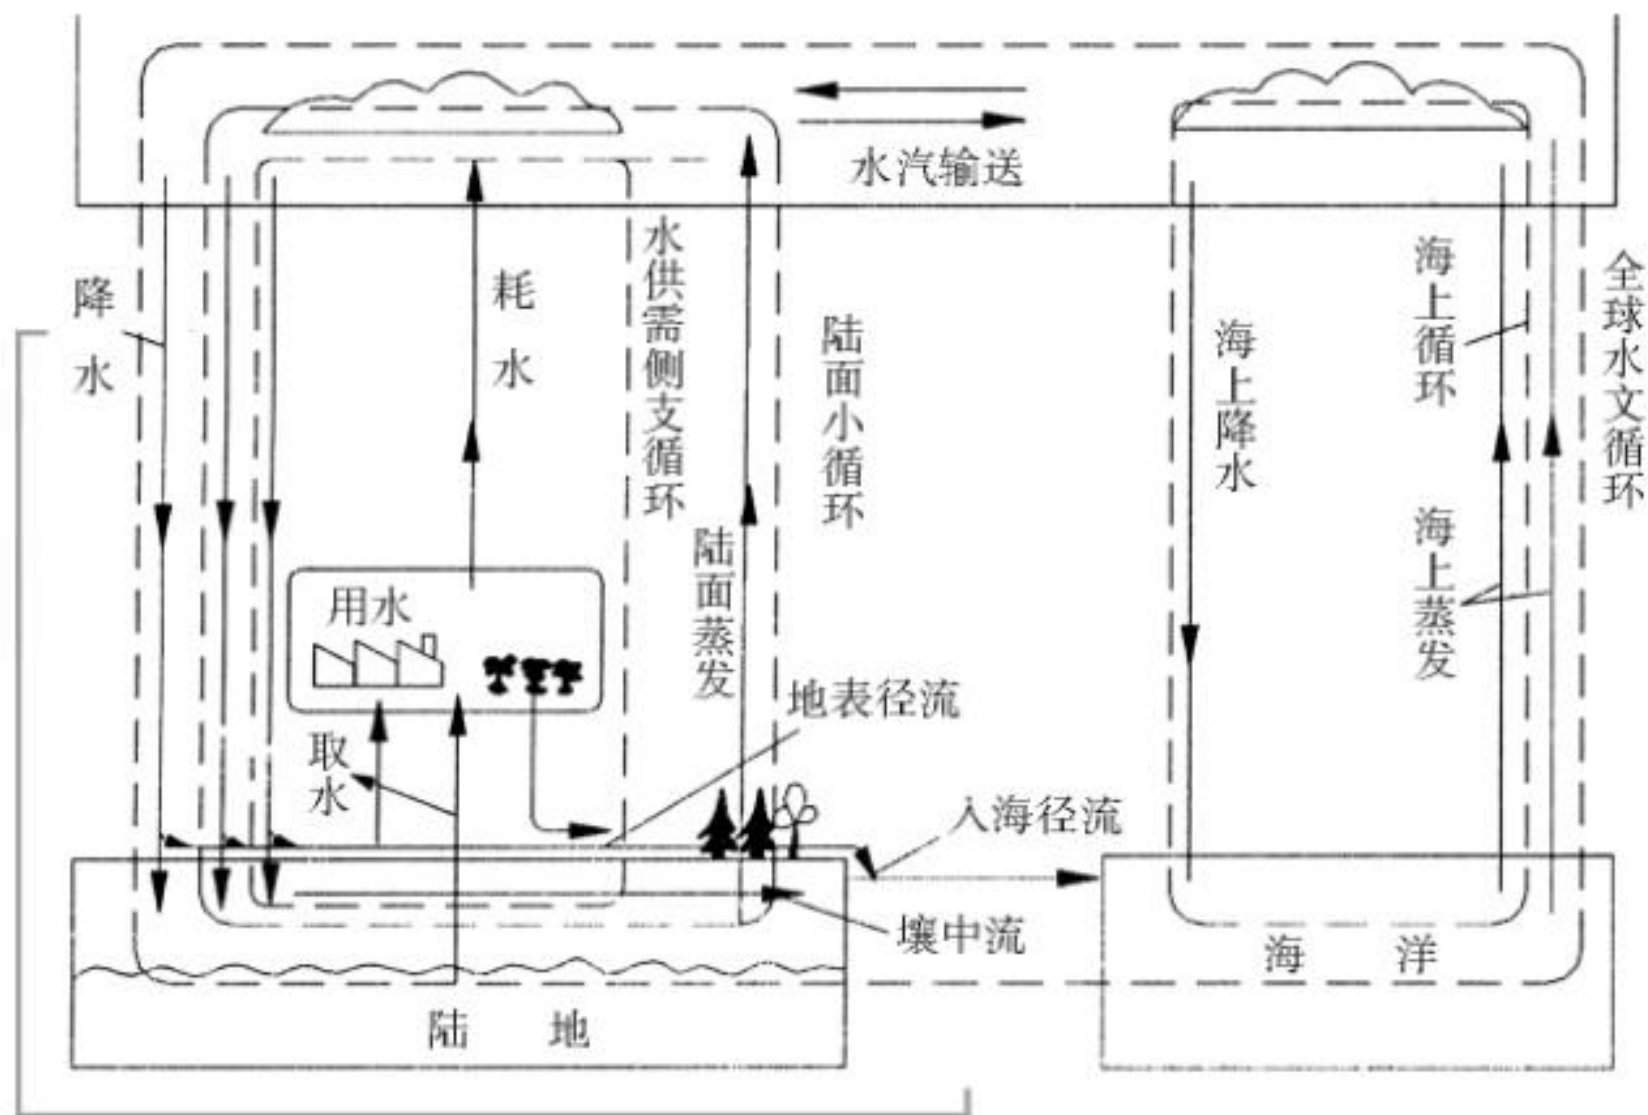 水汽输送
降水
耗水
水供需侧支循环
陆面小循环
陆面蒸发
海上降水
海上循环
海上蒸发
全球水文循环
用水
取水
地表径流
入海径流
壤中流
陆地
海洋